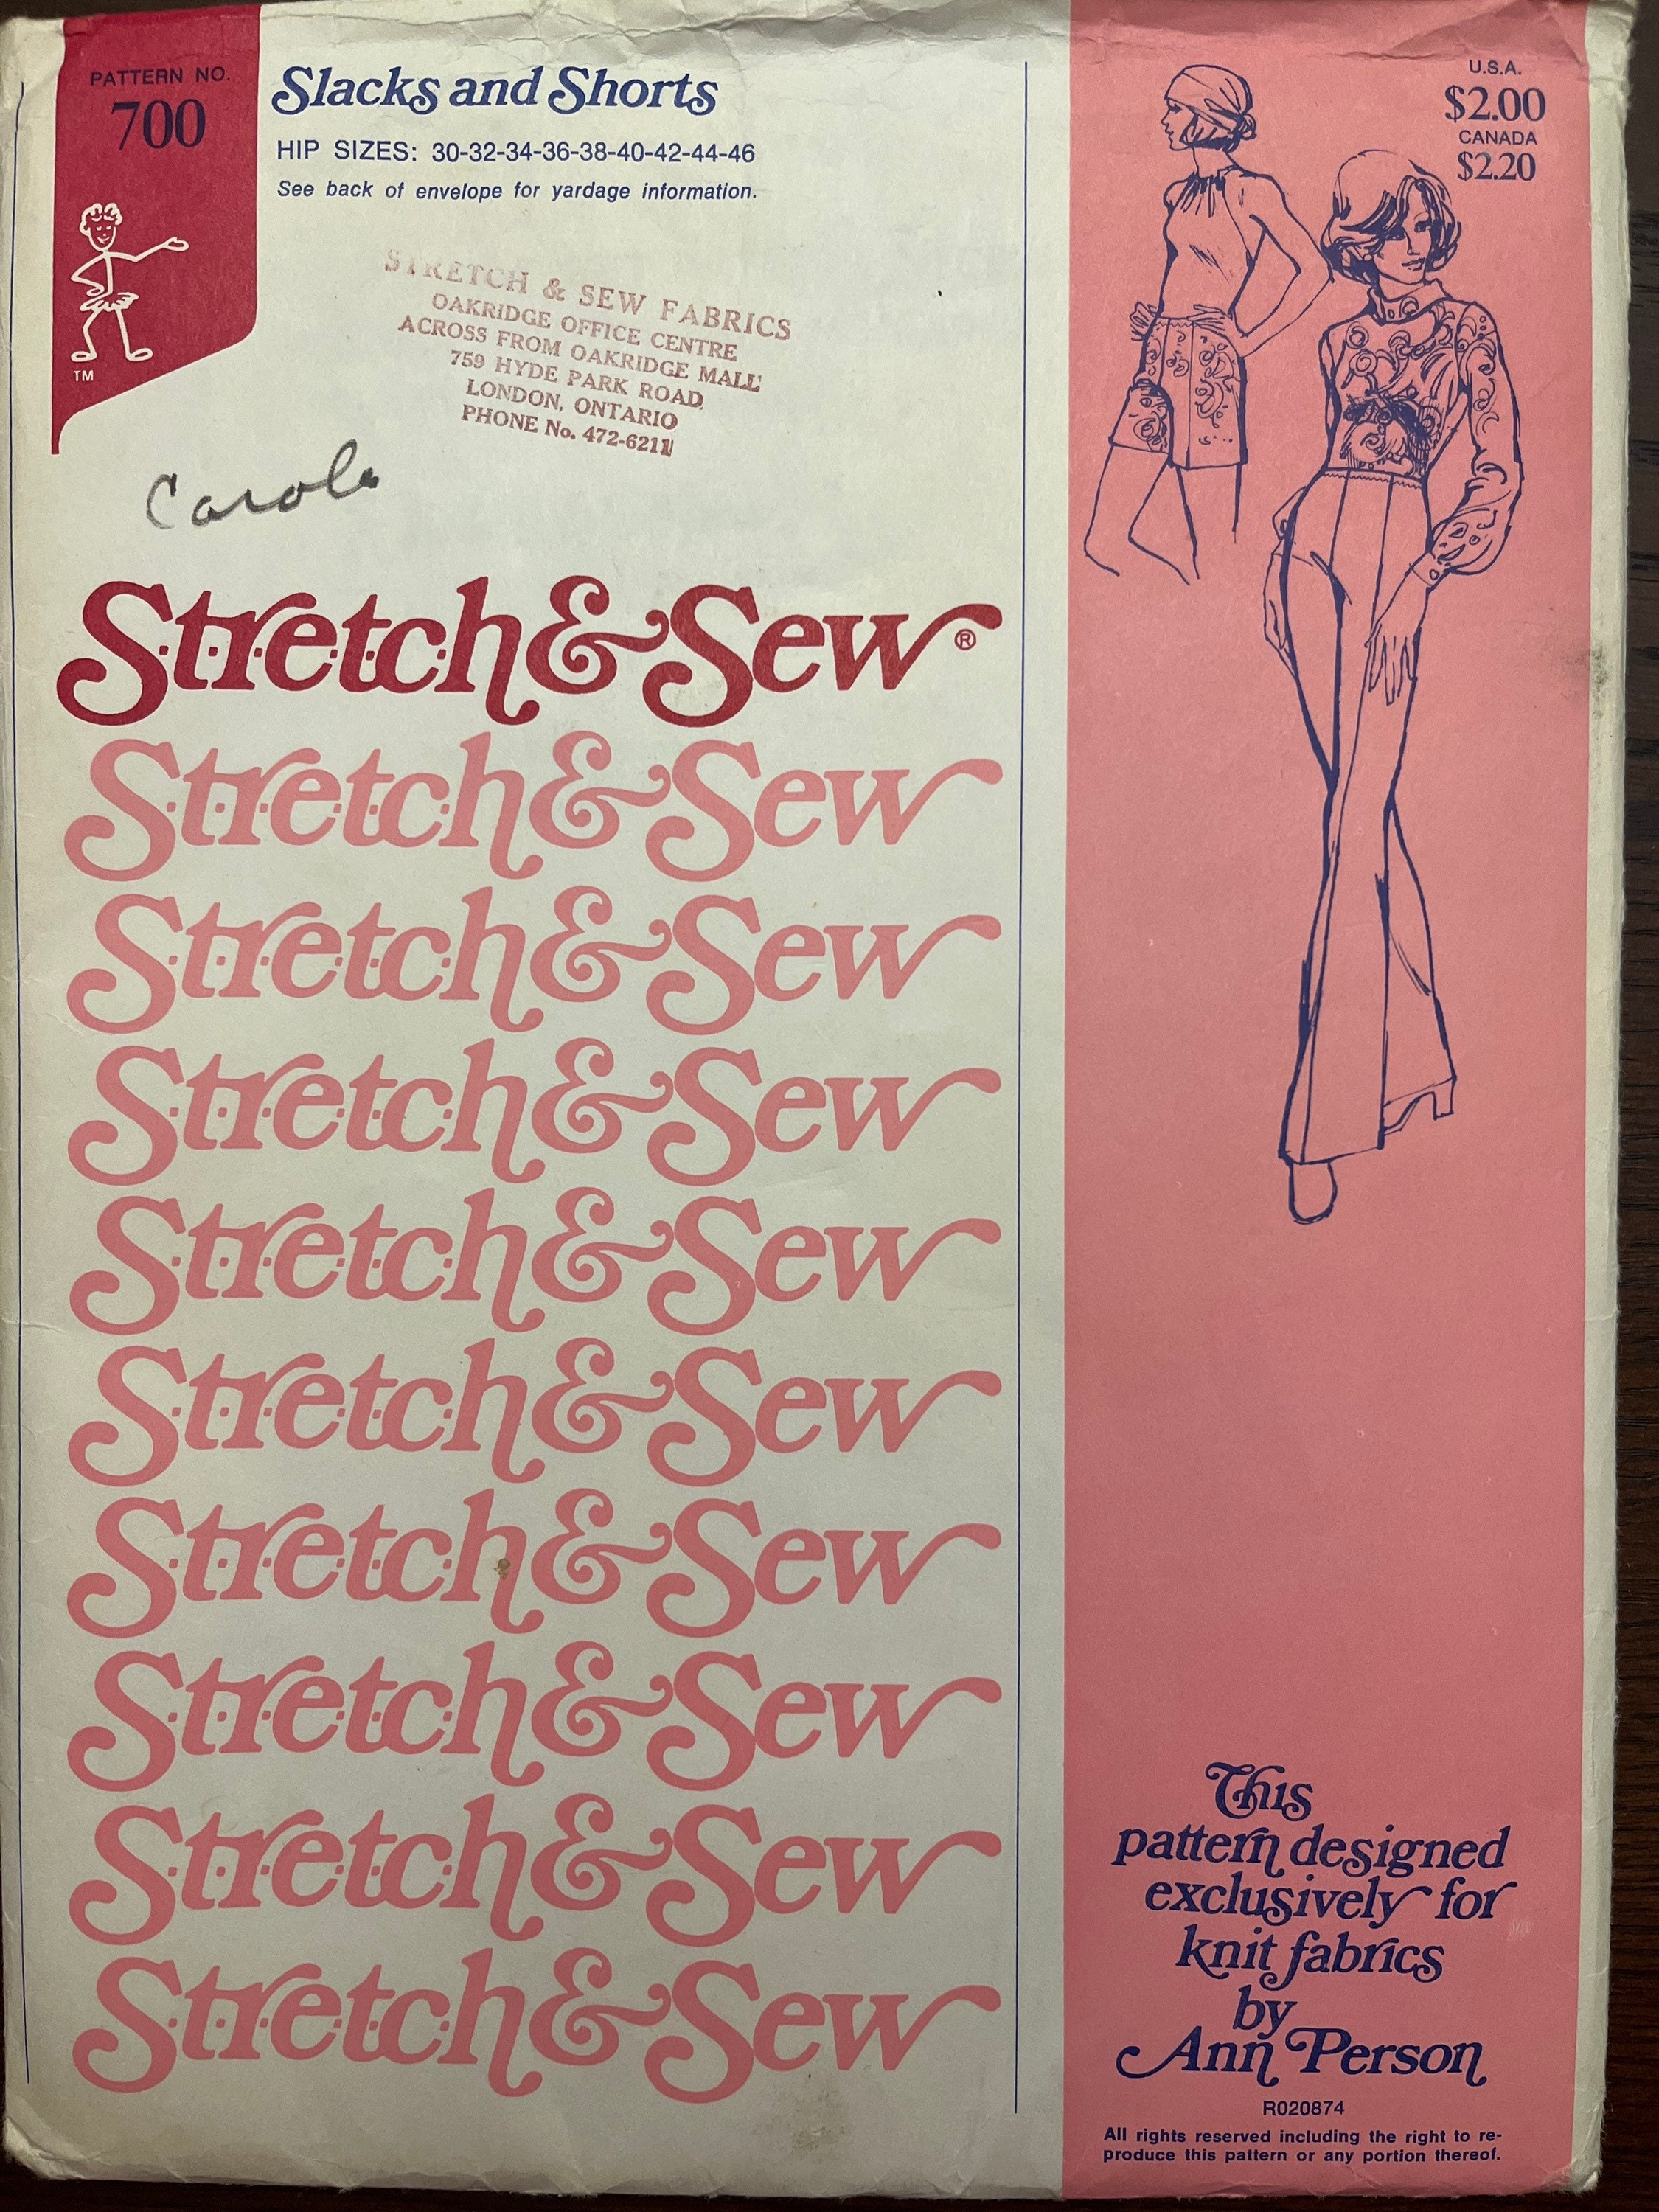 PATTERN NO.
700
TM
Slacks and Shorts
HIP SIZES: 30-32-34-36-38-40-42-44-46
See back of envelope for yardage information.
STRETCH & SEW FABRICS
OAKRIDGE OFFICE CENTRE
ACROSS FROM OAKRIDGE MALL
759 HYDE PARK ROAD
LONDON, ONTARIO
PHONE No. 472-6211
Carole
Stretch & Sew®
Stretch & Sew
Stretch & Sew
Stretch & Sew
Stretch & Sew
Stretch & Sew
Stretch & Sew
Stretch & Sew
Stretch & Sew
Stretch & Sew
U.S.A.
$2.00
CANADA
$2.20
This
pattern designed
exclusively for
knit fabrics
by
Ann Person
R020874
All rights reserved including the right to re-
produce this pattern or any portion thereof.